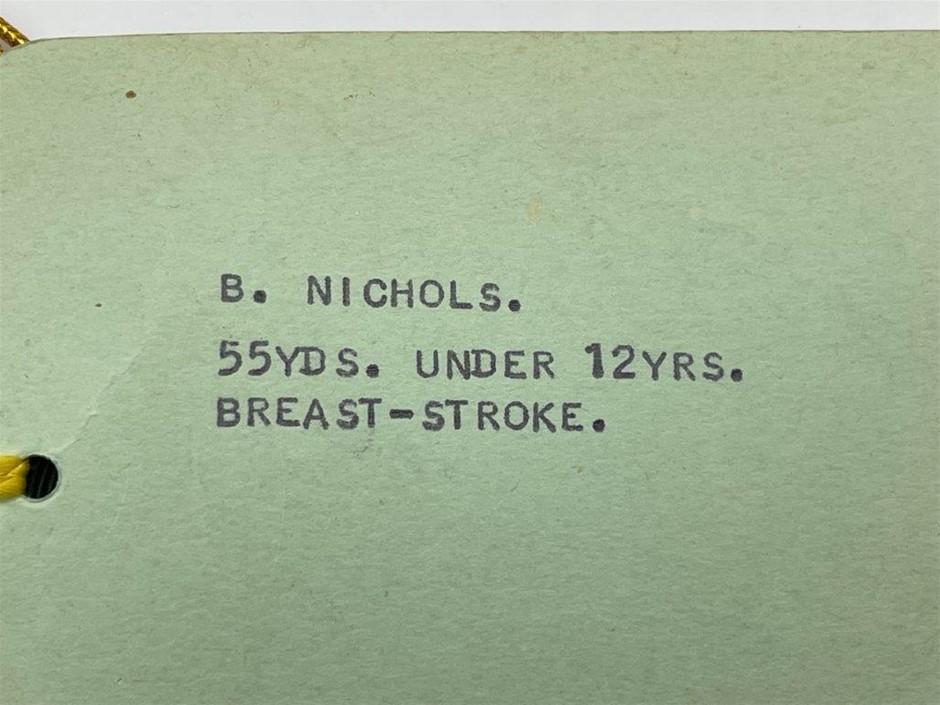 B. NICHOLS.
55YDS. UNDER 12YRS.
BREAST-STROKE.